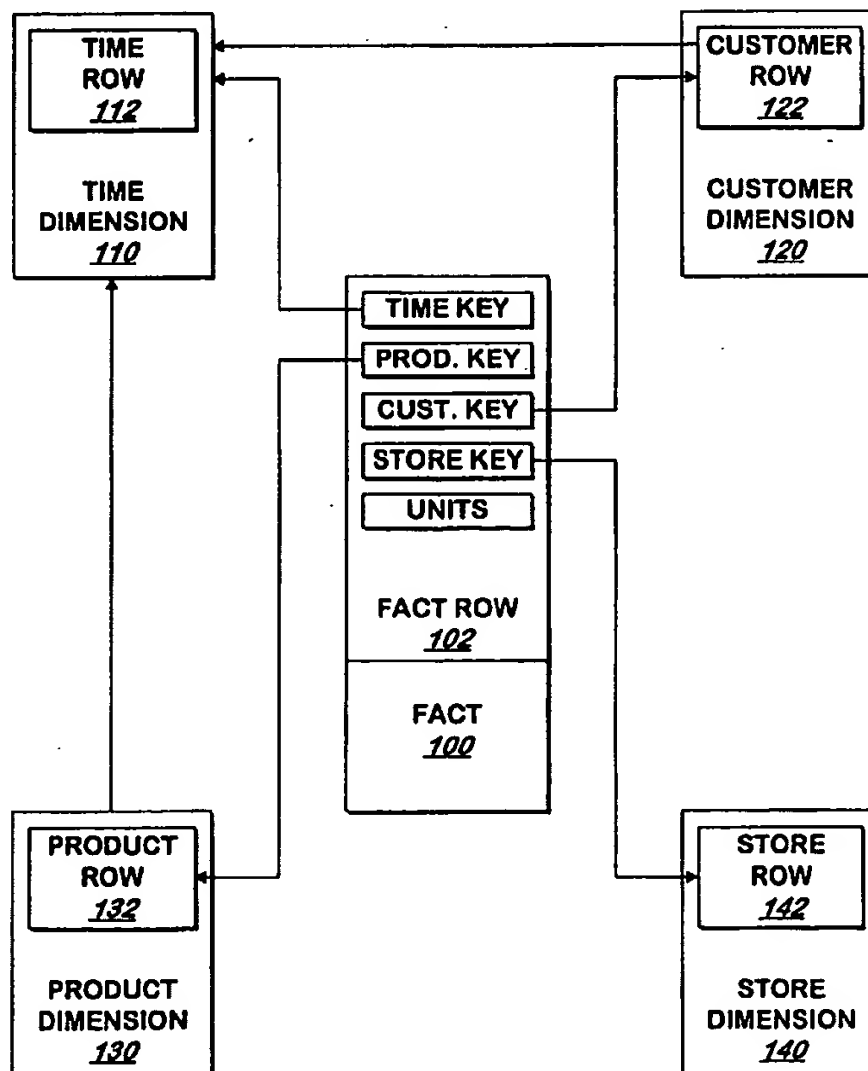 TIME
ROW
112
TIME
DIMENSION
110
CUSTOMER
ROW
122
CUSTOMER
DIMENSION
120
TIME KEY
PROD. KEY
CUST. KEY
STORE KEY
UNITS
FACT ROW
102
FACT
100
PRODUCT
ROW
132
PRODUCT
DIMENSION
130
STORE
ROW
142
STORE
DIMENSION
140